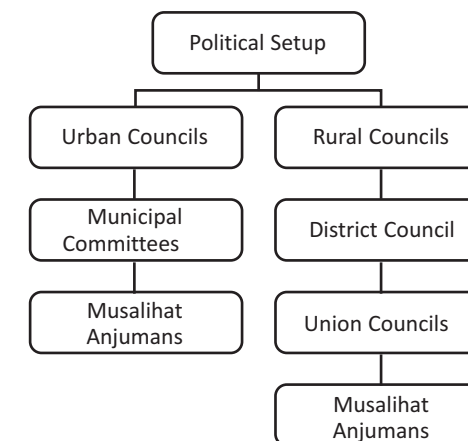 Political Setup
Urban Councils
Rural Councils
Municipal
Committees
District Council
Musalihat
Anjumans
Union Councils
Musalihat
Anjumans